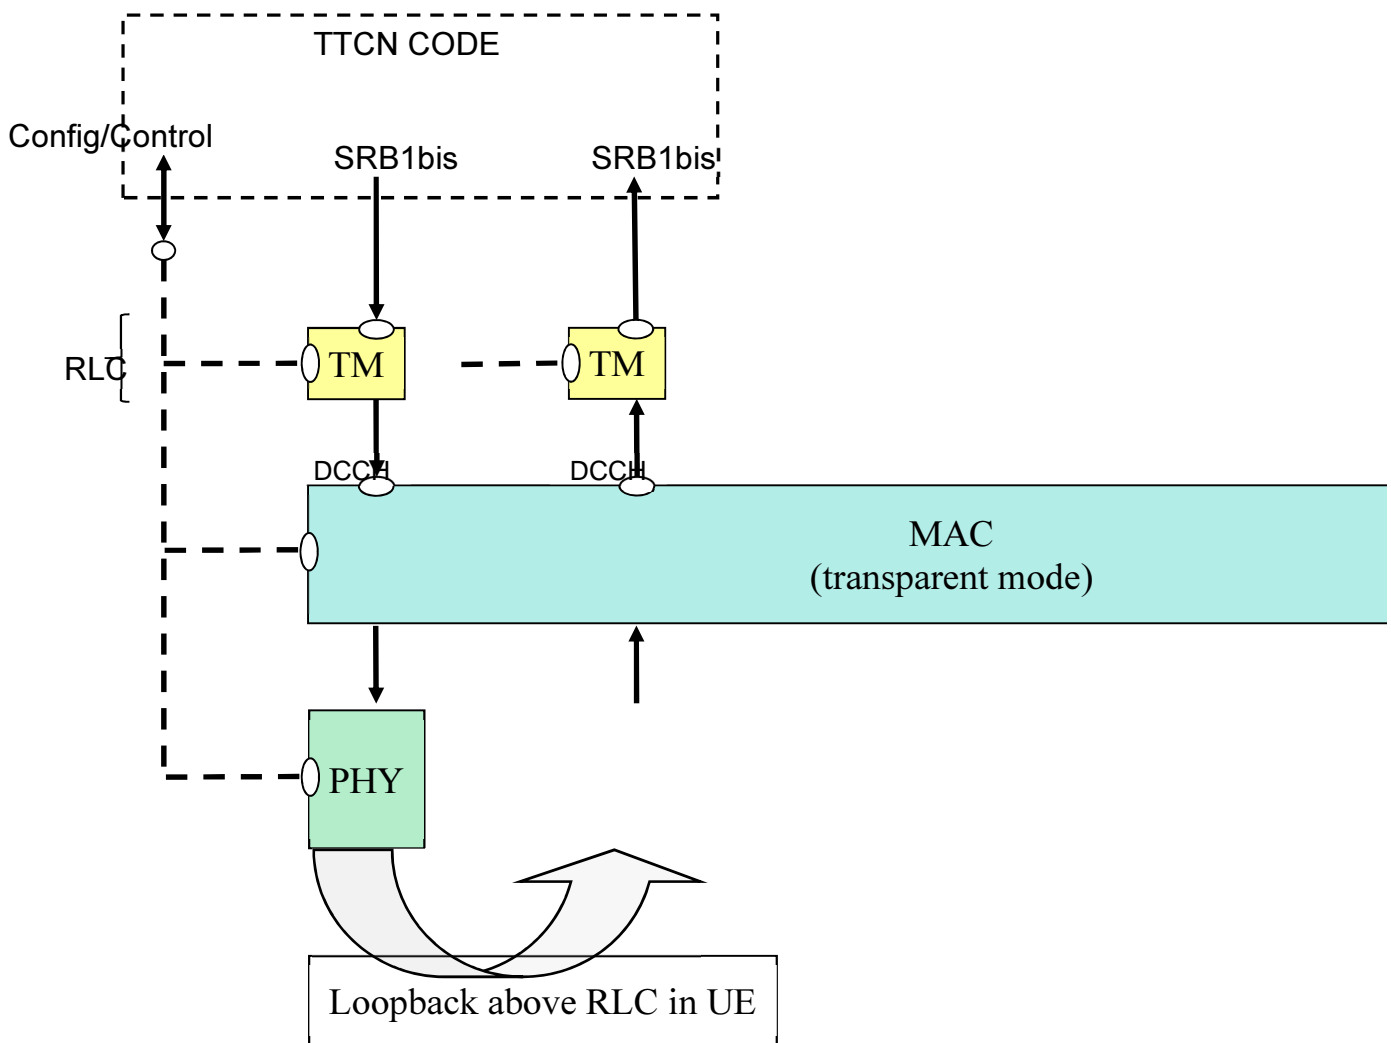 TTCN CODE
Config/Control
SRB1bis
SRB1bis
RLC
TM
TM
DCCH
DCCH
MAC
(transparent mode)
PHY
Loopback above RLC in UE